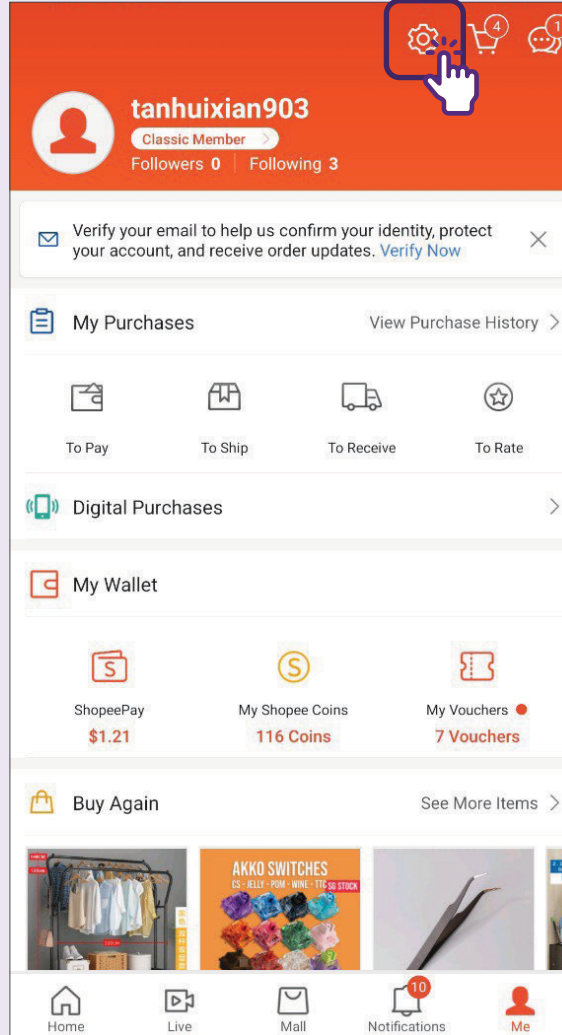 4
1
tanhuixian903
Classic Member
Followers 0 Following 3
Verify your email to help us confirm your identity, protect
your account, and receive order updates. Verify Now
My Purchases View Purchase History
To Pay To Ship To Receive To Rate
Digital Purchases
My Wallet
S S
ShopeePay My Shopee Coins My Vouchers
$1.21 116 Coins 7 Vouchers
Buy Again See More Items
AKKO SWITCHES
CS - JELLY - POM - WINE - TTC SG STOCK
10
Home Live Mall Notifications Me